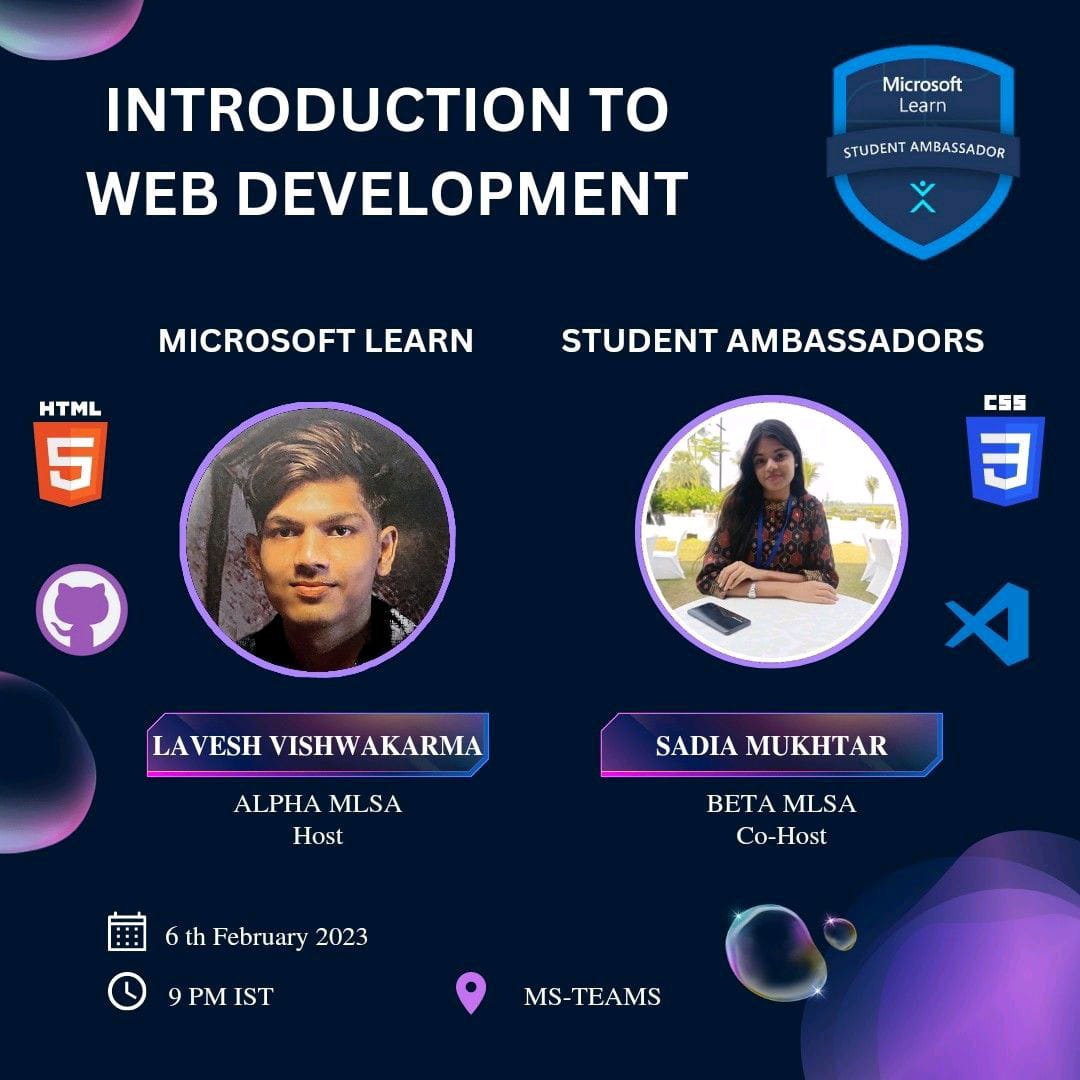 INTRODUCTION TO
WEB DEVELOPMENT
Microsoft
Learn
STUDENT AMBASSADOR
MICROSOFT LEARN
STUDENT AMBASSADORS
HTML
5
CSS
3
LAVESH VISHWAKARMA
ALPHA MLSA
Host
SADIA MUKHTAR
BETA MLSA
Co-Host
6 th February 2023
9 PM IST
MS-TEAMS